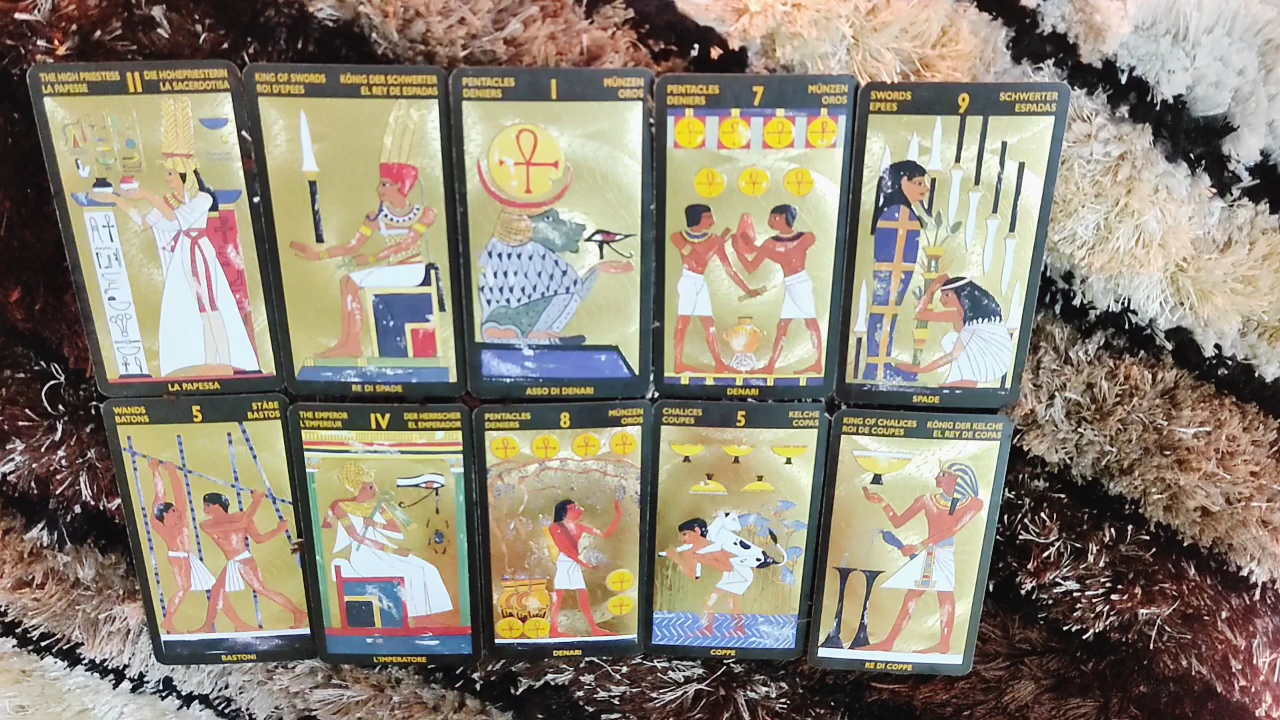 THE HIGH PRIESTESS II DIE HOHEPRIESTERIN
LA PAPESSE LA SACERDOTISA
LA PAPESSA
KING OF SWORDS KÖNIG DER SCHWERTER
ROI D'EPEES EL REY DE ESPADAS
RE DI SPADE
PENTACLES I MÜNZEN
DENIERS OROS
ASSO DI DENARI
PENTACLES 7 MÜNZEN
DENIERS OROS
DENARI
SWORDS 9 SCHWERTER
EPEES ESPADAS
SPADE
WANDS 5 STÄBE
BATONS BASTOS
BASTONI
THE EMPEROR IV DER HERRSCHER
L'EMPEREUR EL EMPERADOR
L'IMPERATORE
PENTACLES 8 MÜNZEN
DENIERS OROS
DENARI
CHALICES 5 KELCHE
COUPES COPAS
COPPE
KING OF CHALICES KÖNIG DER KELCHE
ROI DE COUPES EL REY DE COPAS
RE DI COPPE